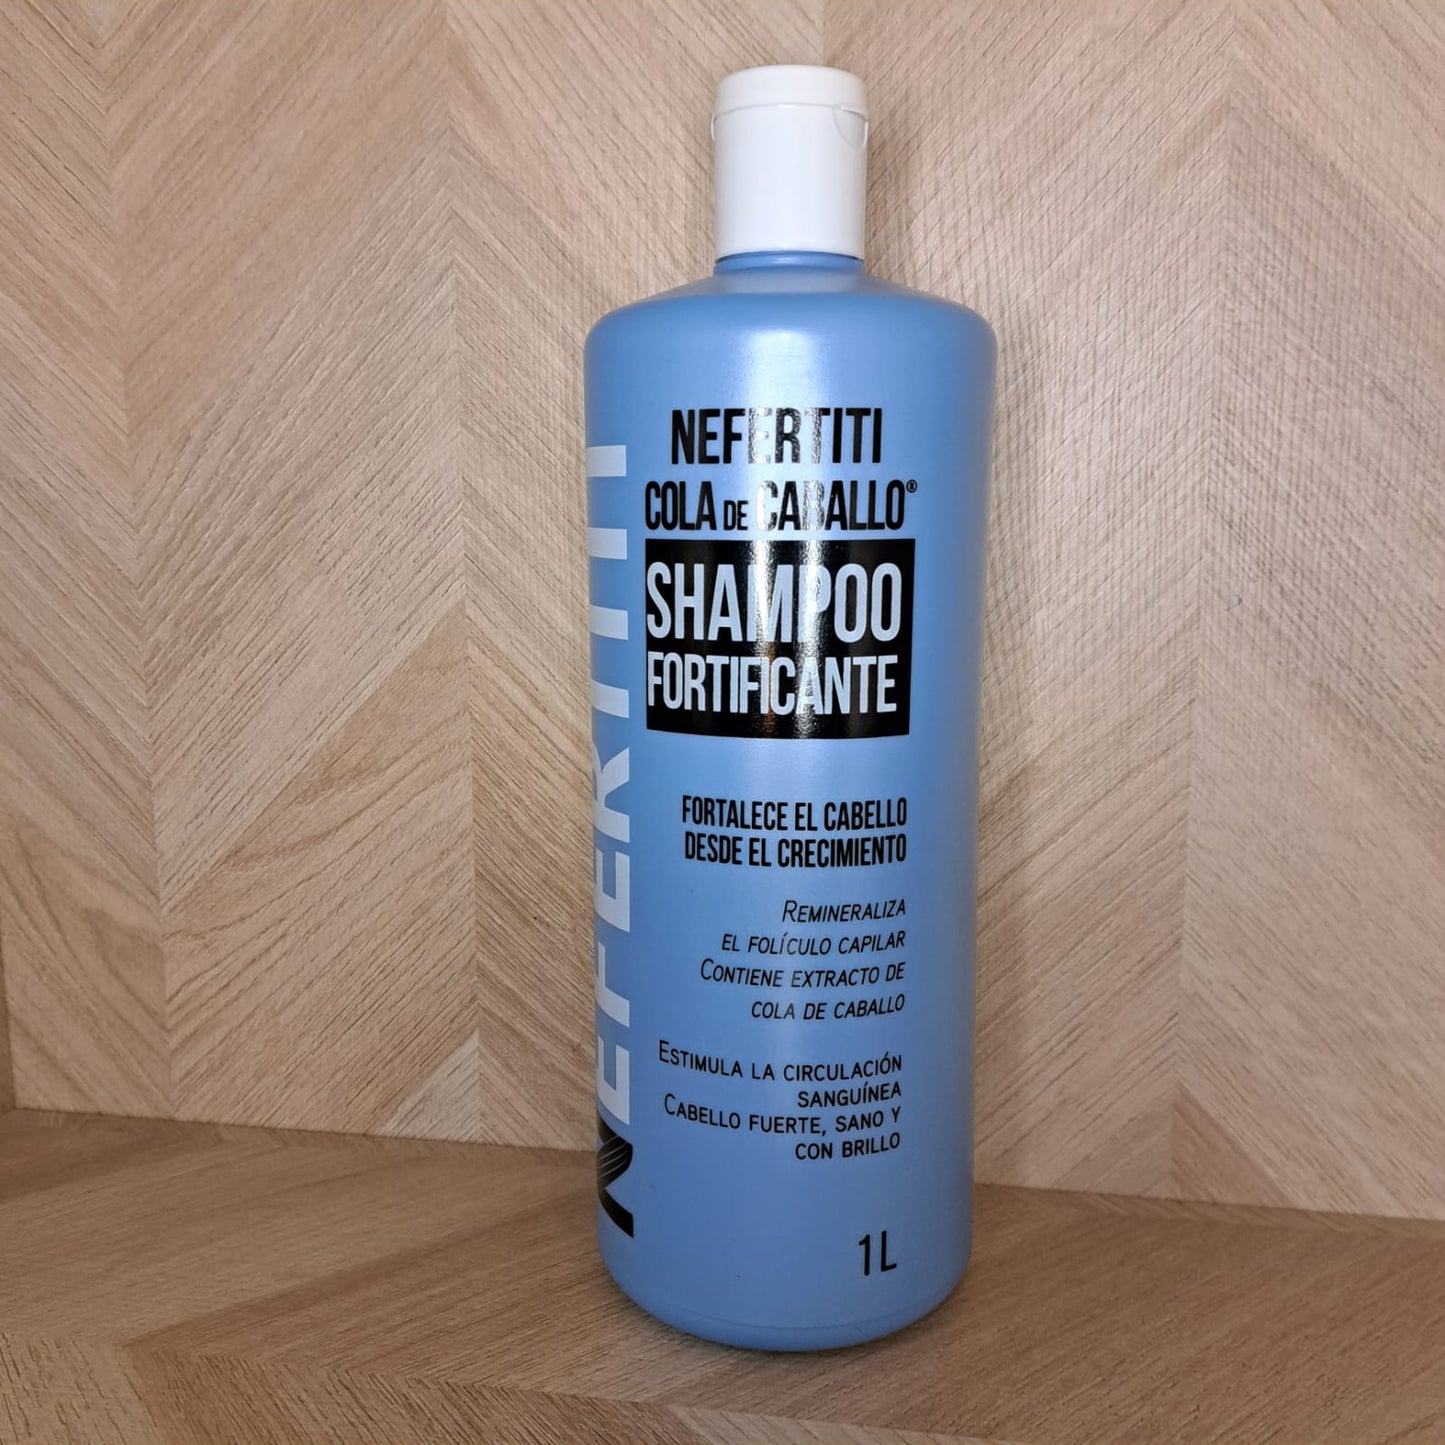 NEFERTITI
COLA DE CABALLO®
SHAMPOO
FORTIFICANTE
FORTALECE EL CABELLO
DESDE EL CRECIMIENTO
REMINERALIZA
EL FOLÍCULO CAPILAR
CONTIENE EXTRACTO DE
COLA DE CABALLO
ESTIMULA LA CIRCULACIÓN
SANGUÍNEA
CABELLO FUERTE, SANO Y
CON BRILLO
1L
NEFERTITI